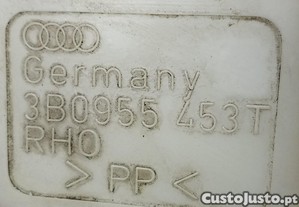 Germany
3B0955 453T
RHO
> PP <
CustoJusto.pt